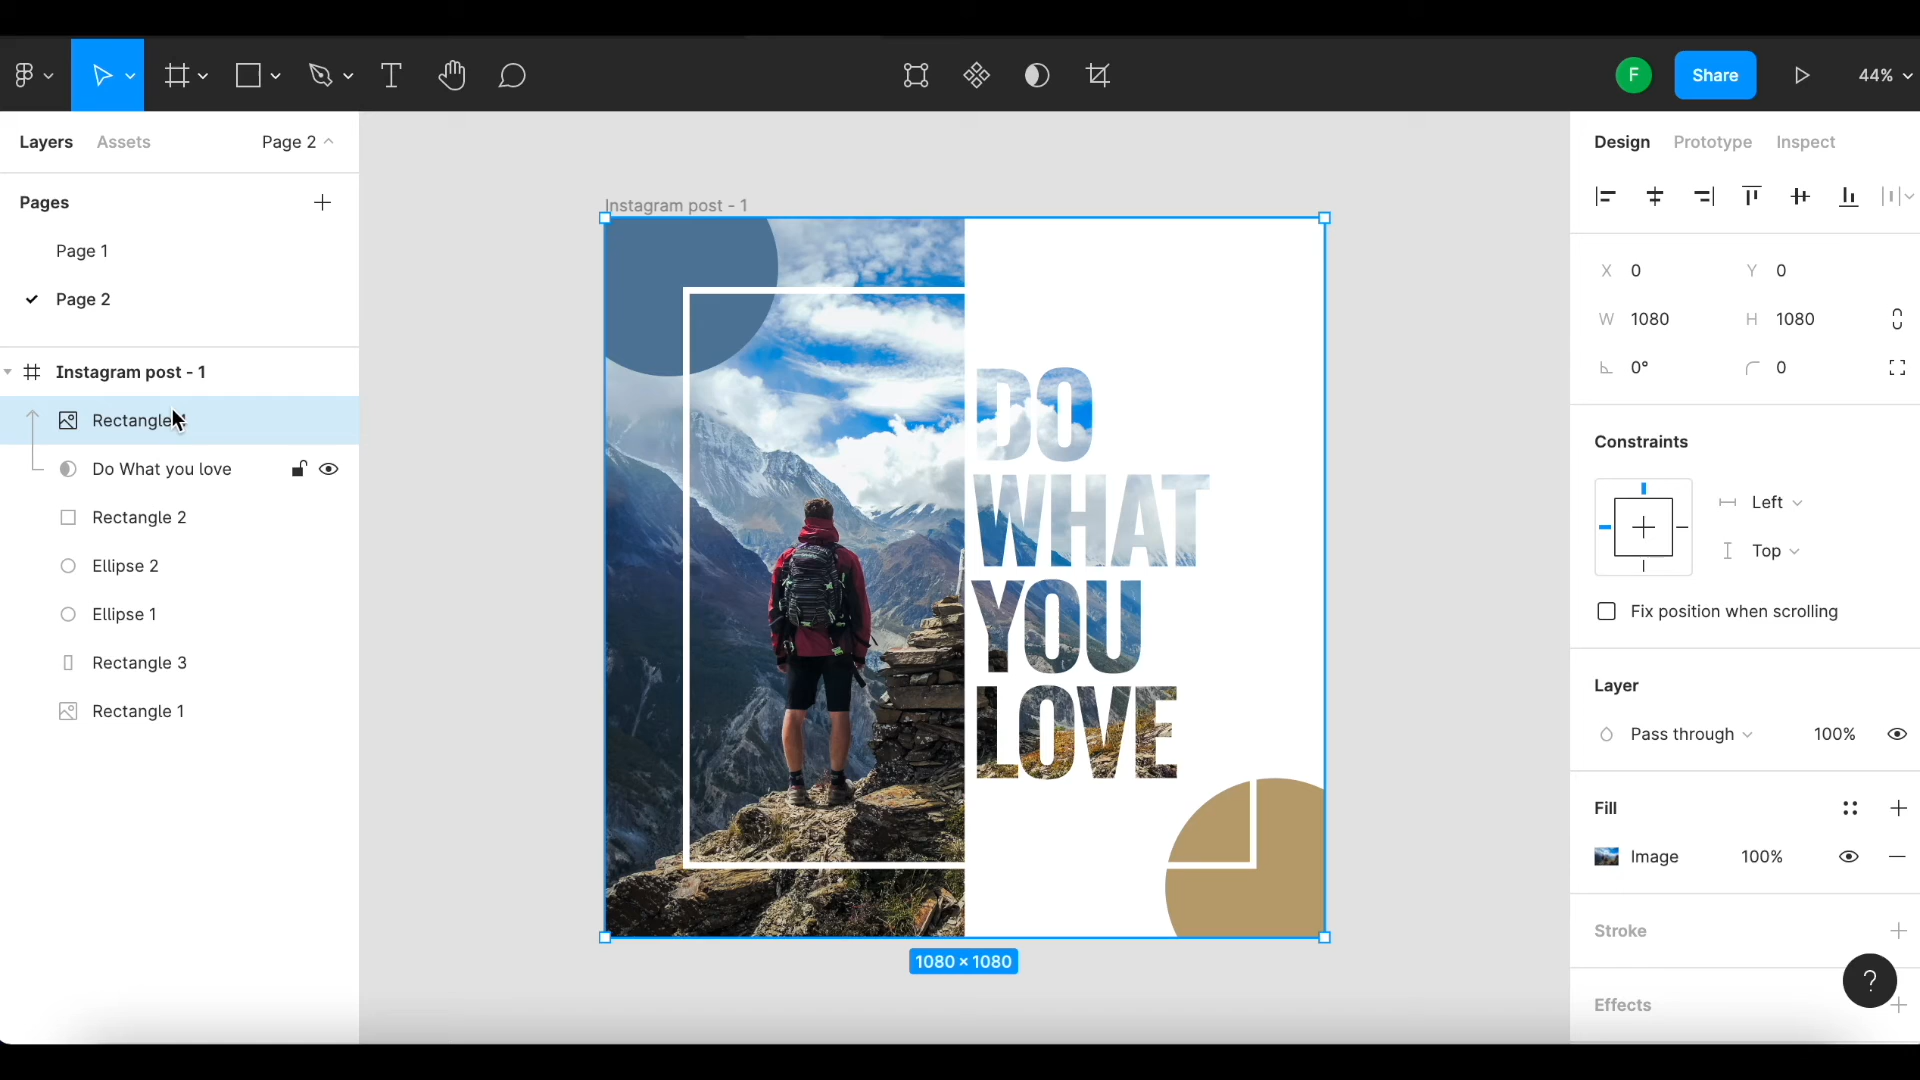 F
Share
44%
Layers
Assets
Page 2
Design
Prototype
Inspect
Pages
Page 1
Page 2
Instagram post - 1
Rectangle
Do What you love
Rectangle 2
Ellipse 2
Ellipse 1
Rectangle 3
Rectangle 1
Instagram post - 1
DO
WHAT
YOU
LOVE
1080 × 1080
X 0
Y 0
W 1080
H 1080
0°
0
Constraints
Left
Top
Fix position when scrolling
Layer
Pass through
100%
Fill
Image
100%
Stroke
?
Effects